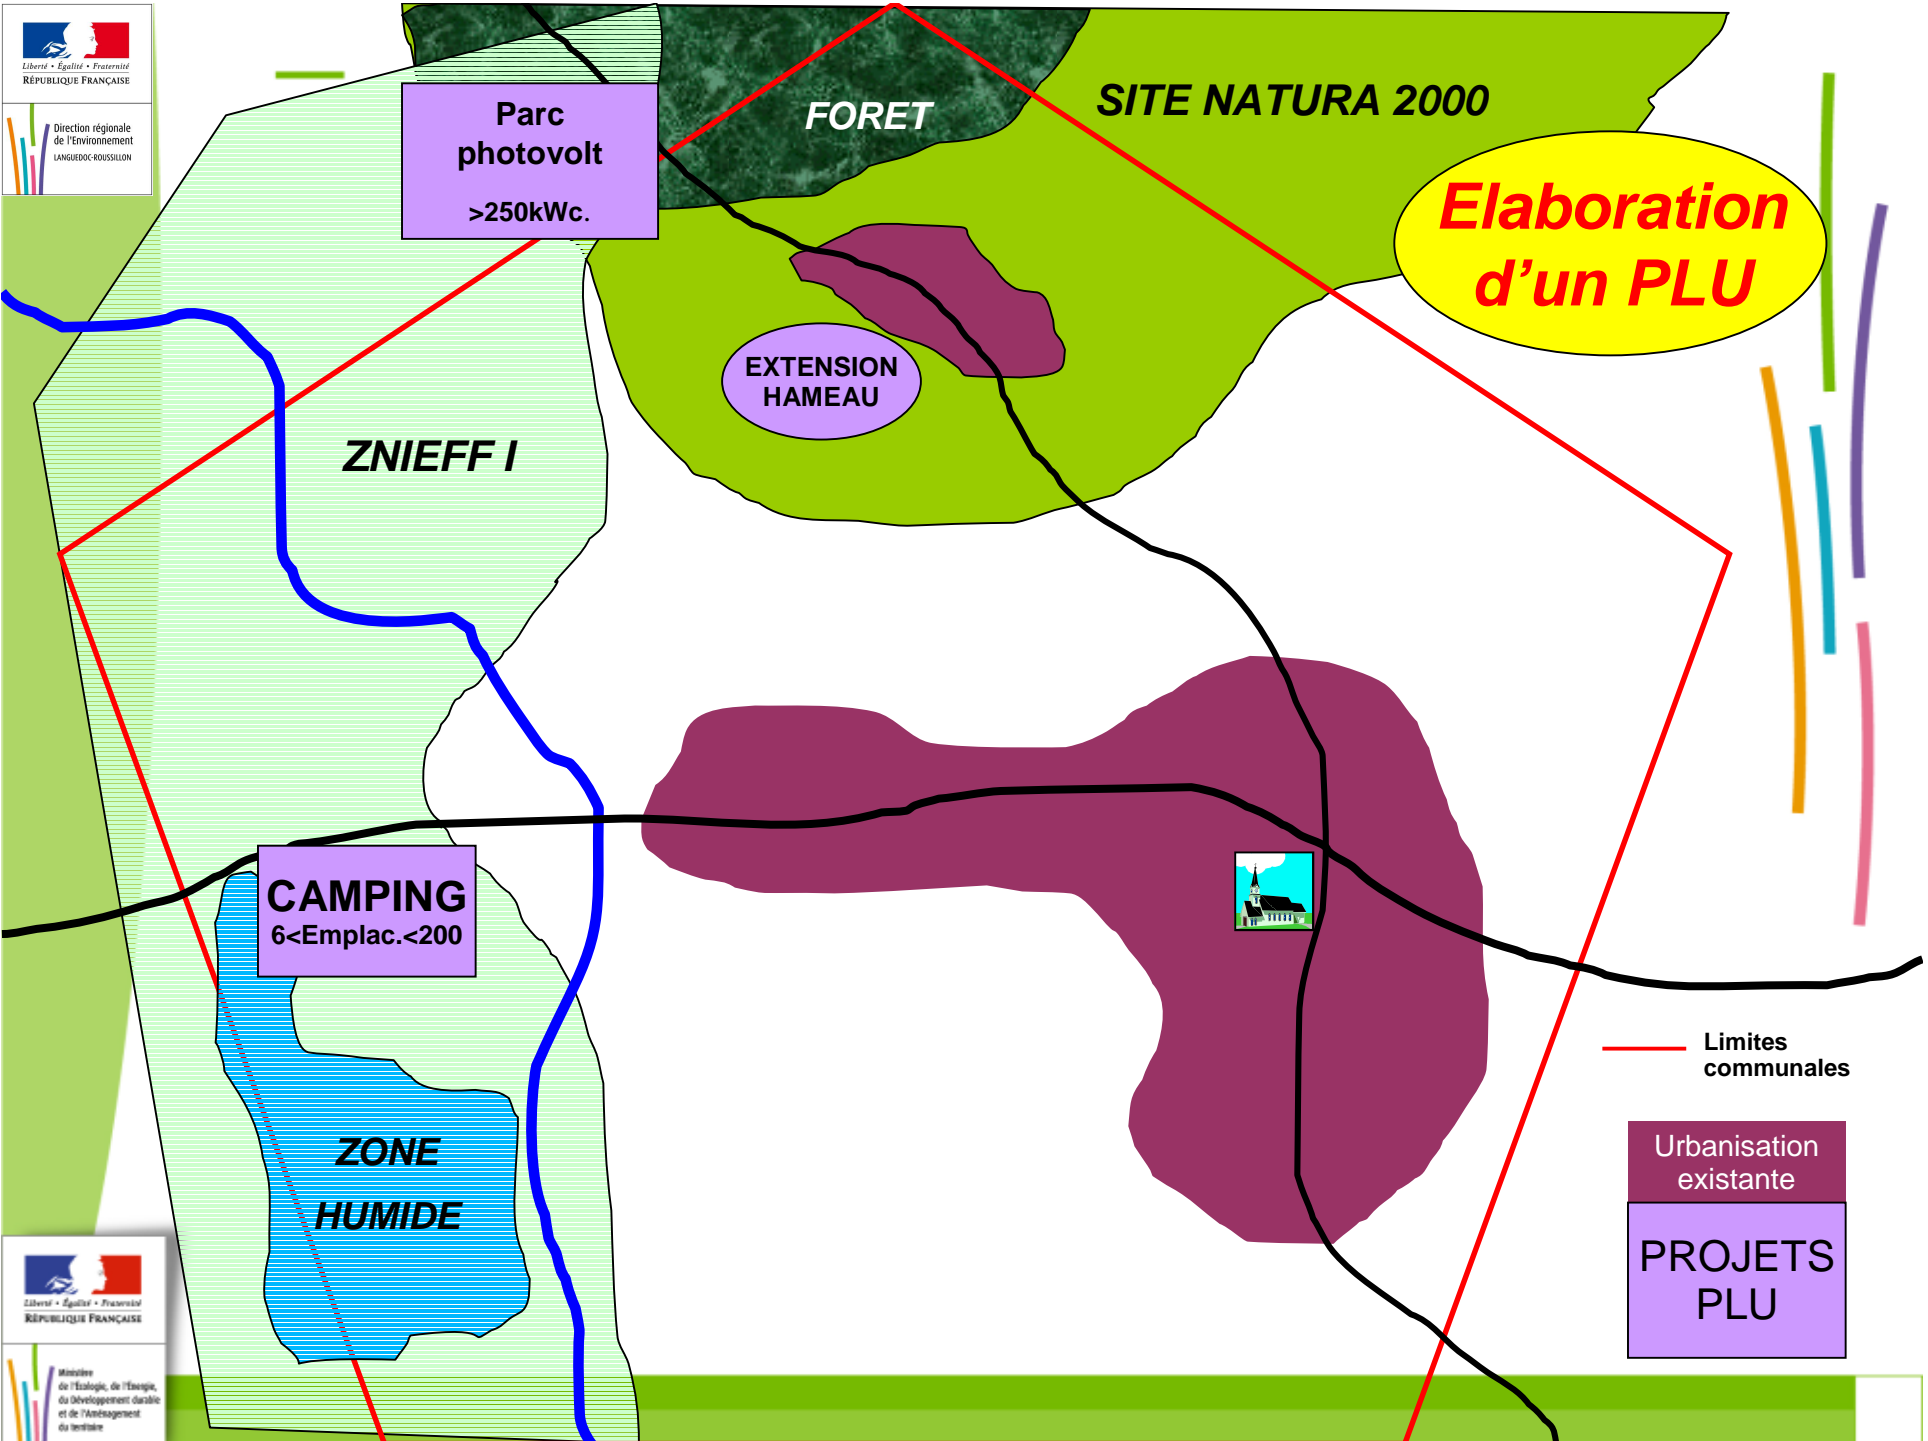 Liberté • Égalité • Fraternité
RÉPUBLIQUE FRANÇAISE
Direction régionale
de l'Environnement
LANGUEDOC-ROUSSILLON
Parc
photovolt
>250kWc.
FORET
SITE NATURA 2000
Elaboration
d'un PLU
EXTENSION
HAMEAU
ZNIEFF I
CAMPING
6<Emplac.<200
Limites
communales
ZONE
HUMIDE
Urbanisation
existante
PROJETS
PLU
Liberté • Égalité • Fraternité
RÉPUBLIQUE FRANÇAISE
Ministère
de l'Écologie, de l'Énergie,
du Développement durable
et de l'Aménagement
du territoire